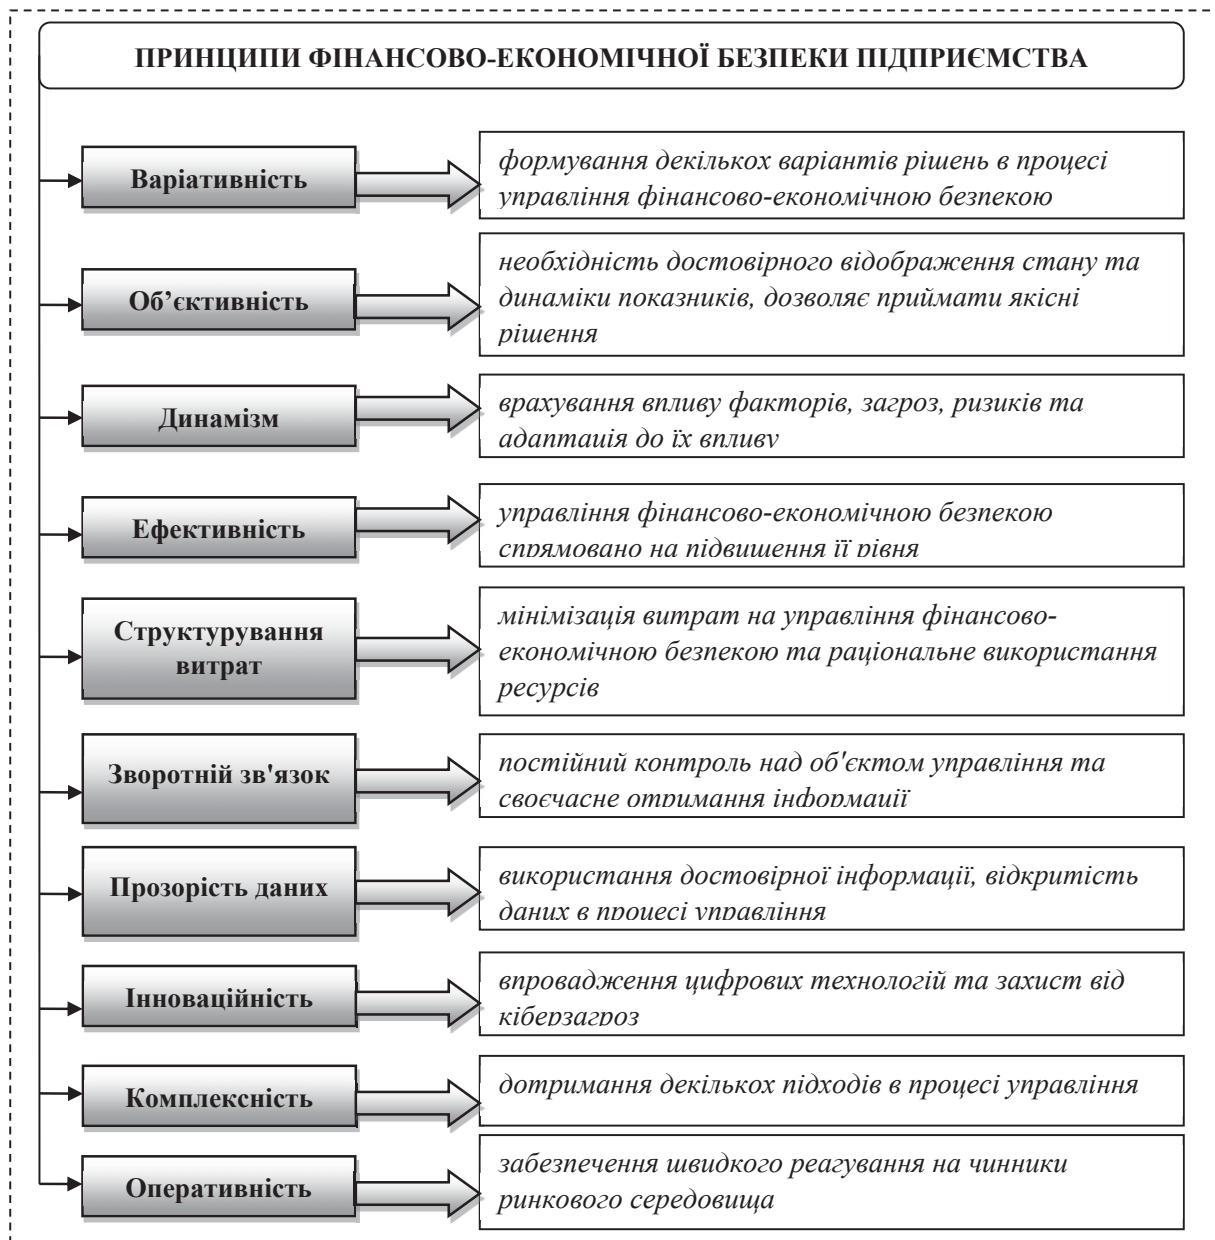 ПРИНЦИПИ ФІНАНСОВО-ЕКОНОМІЧНОЇ БЕЗПЕКИ ПІДПРИЄМСТВА
Варіативність
формування декількох варіантів рішень в процесі
управління фінансово-економічною безпекою
Об’єктивність
необхідність достовірного відображення стану та
динаміки показників, дозволяє приймати якісні
рішення
Динамізм
врахування впливу факторів, загроз, ризиків та
адаптація до їх впливу
Ефективність
управління фінансово-економічною безпекою
спрямовано на підвищення її рівня
Структурування
витрат
мінімізація витрат на управління фінансово-
економічною безпекою та раціональне використання
ресурсів
Зворотній зв'язок
постійний контроль над об'єктом управління та
своєчасне отримання інформації
Прозорість даних
використання достовірної інформації, відкритість
даних в процесі управління
Інноваційність
впровадження цифрових технологій та захист від
кіберзагроз
Комплексність
дотримання декількох підходів в процесі управління
Оперативність
забезпечення швидкого реагування на чинники
ринкового середовища